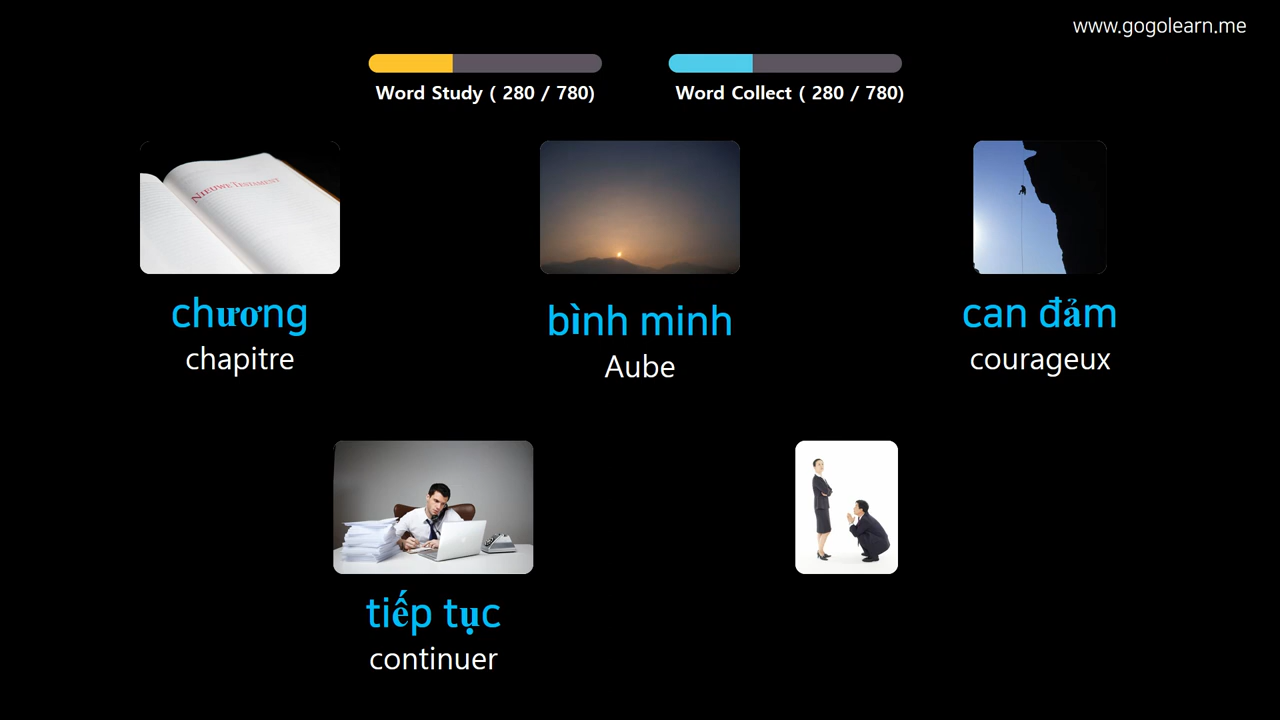 www.gogolearn.me
Word Study ( 280 / 780)
Word Collect ( 280 / 780)
NIEUWE TESTAMENT
chương
chapitre
bình minh
Aube
can đảm
courageux
tiếp tục
continuer